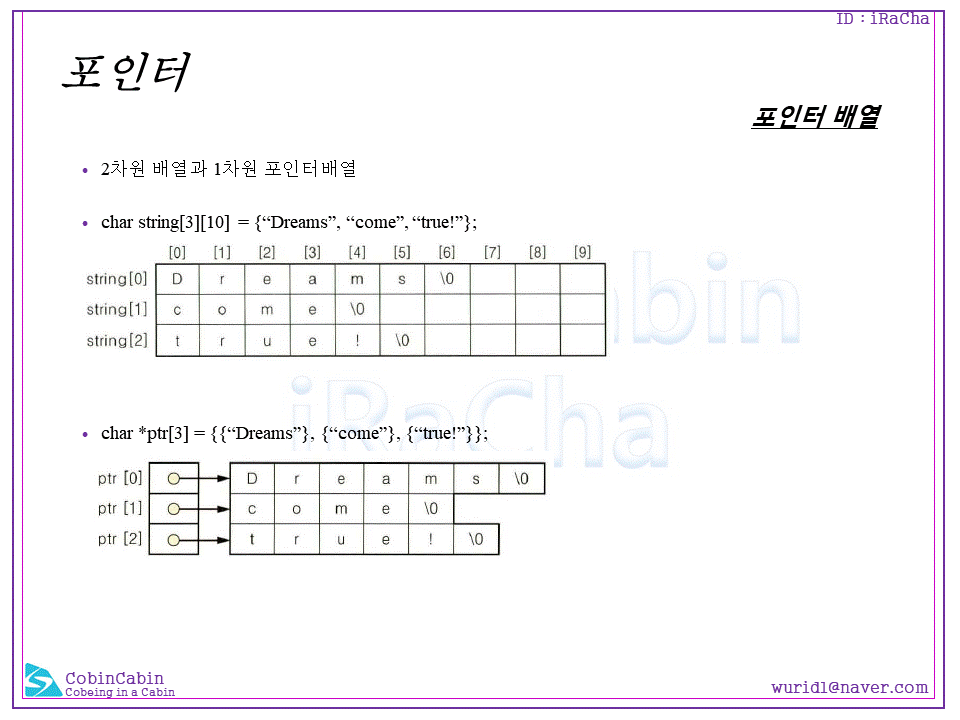 ID : iRaCha
포인터
포인터 배열
• 2차원 배열과 1차원 포인터배열
• char string[3][10] = {“Dreams”, “come”, “true!”};
[0] [1] [2] [3] [4] [5] [6] [7] [8] [9]
string[0] D r e a m s \0
string[1] c o m e \0
string[2] t r u e ! \0
iRaCha
• char *ptr[3] = {{“Dreams”}, {“come”}, {“true!”}};
ptr [0] D r e a m s \0
ptr [1] c o m e \0
ptr [2] t r u e ! \0
CobinCabin
Cobeing in a Cabin
wurid1@naver.com